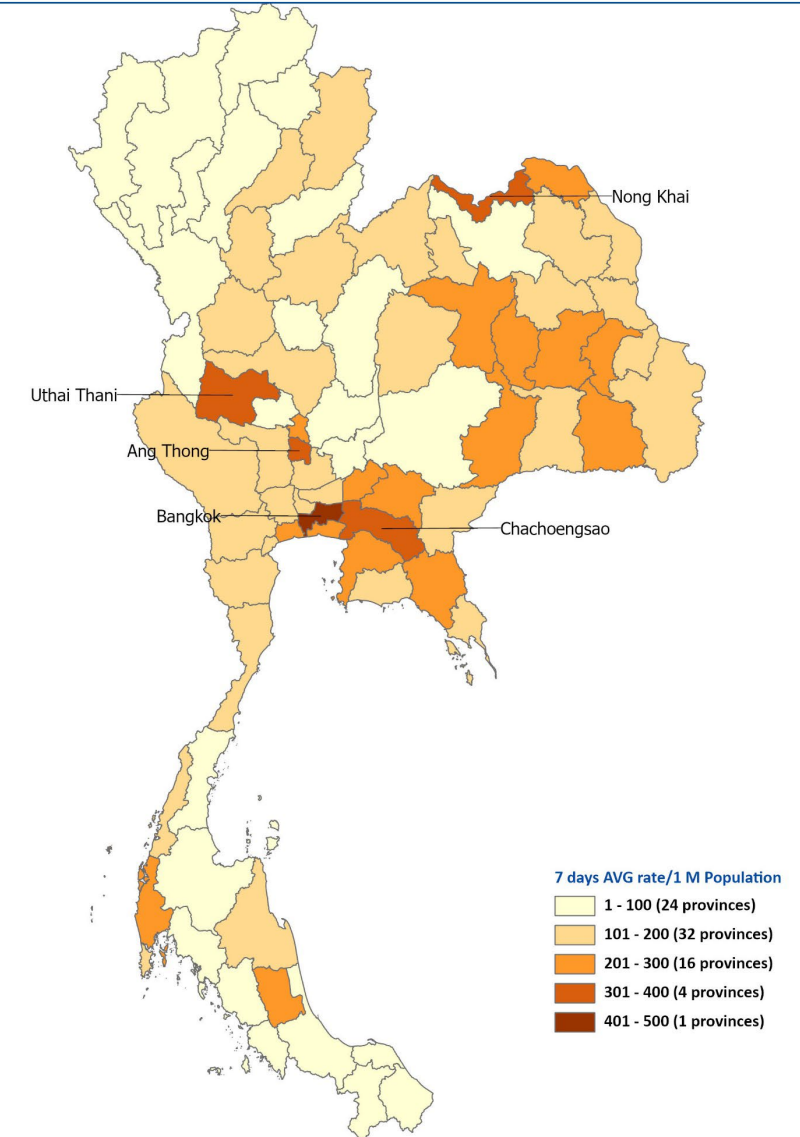 Nong Khai
Uthai Thani
Ang Thong
Bangkok
Chachoengsao
7 days AVG rate/1 M Population
1 - 100 (24 provinces)
101 - 200 (32 provinces)
201 - 300 (16 provinces)
301 - 400 (4 provinces)
401 - 500 (1 provinces)